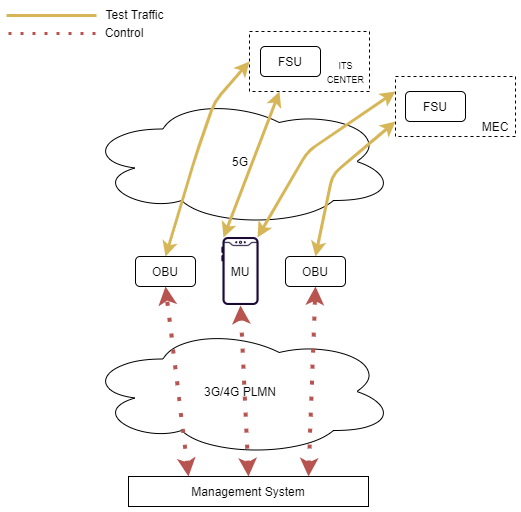 Test Traffic
Control
FSU
ITS
CENTER
FSU
MEC
5G
OBU
MU
OBU
3G/4G PLMN
Management System